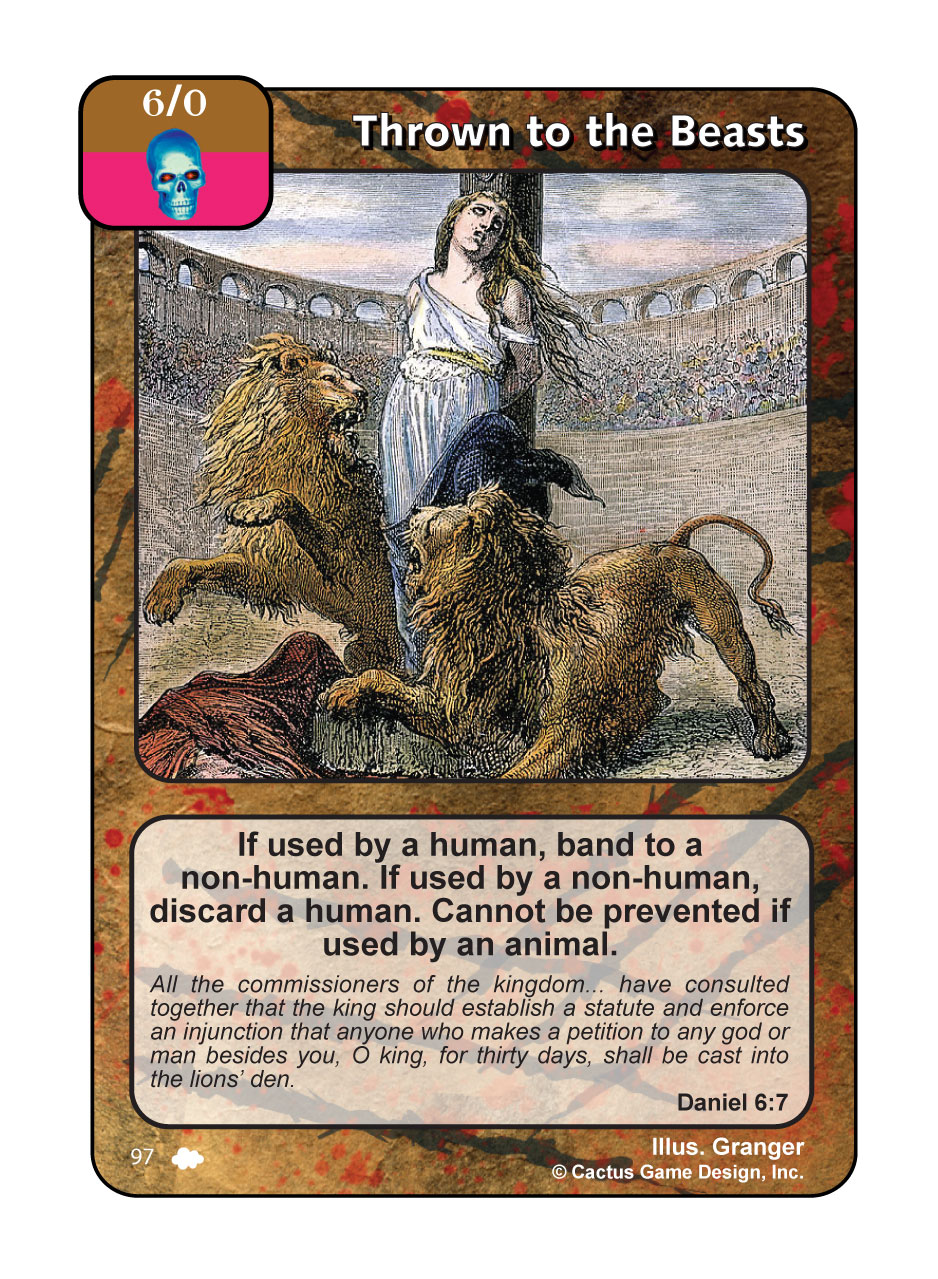 6/0
Thrown to the Beasts
If used by a human, band to a
non-human. If used by a non-human,
discard a human. Cannot be prevented if
used by an animal.
All the commissioners of the kingdom... have consulted
together that the king should establish a statute and enforce
an injunction that anyone who makes a petition to any god or
man besides you, O king, for thirty days, shall be cast into
the lions’ den.
Daniel 6:7
97
Illus. Granger
© Cactus Game Design, Inc.